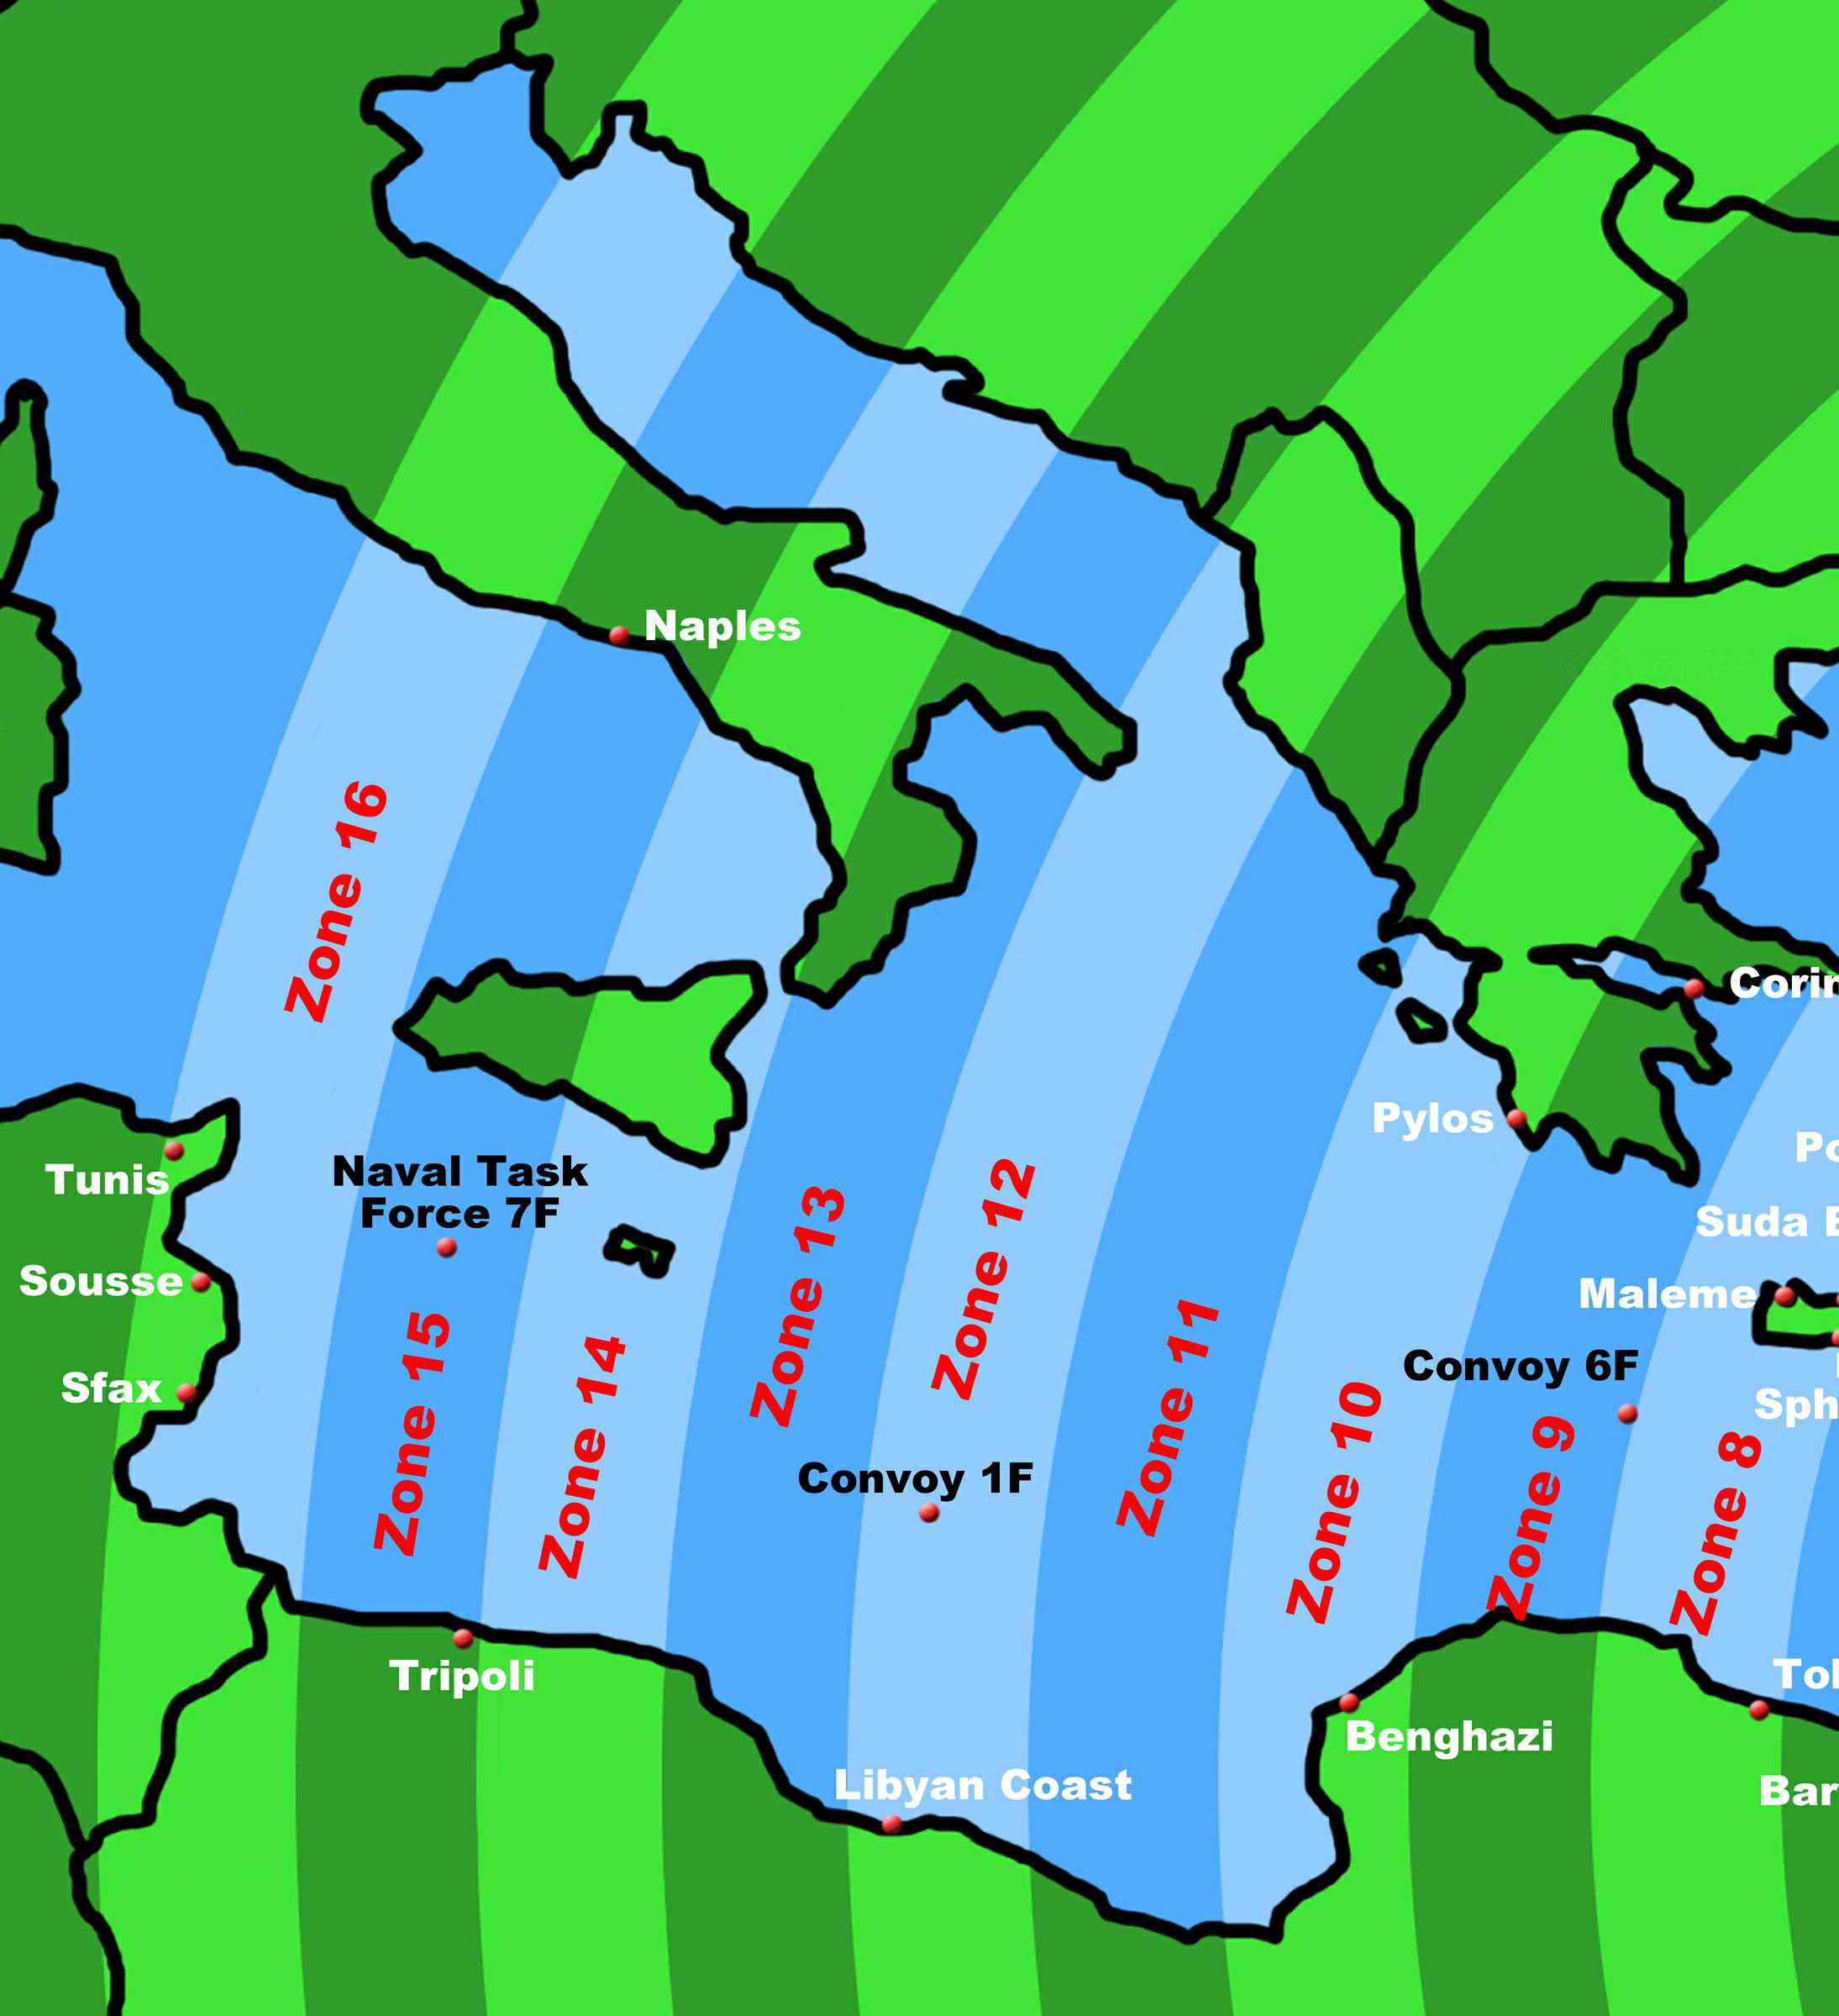 Naples
Zone 16
Corin
Pylos
Po
Tunis
Naval Task
Force 7F
Suda B
Sousse
Maleme
Zone 13
Zone 12
Sfax
Zone 15
Zone 14
Zone 11
Convoy 6F
Sph
Zone 10
Zone 9
Zone 8
Convoy 1F
Tripoli
Tob
Benghazi
Libyan Coast
Bar